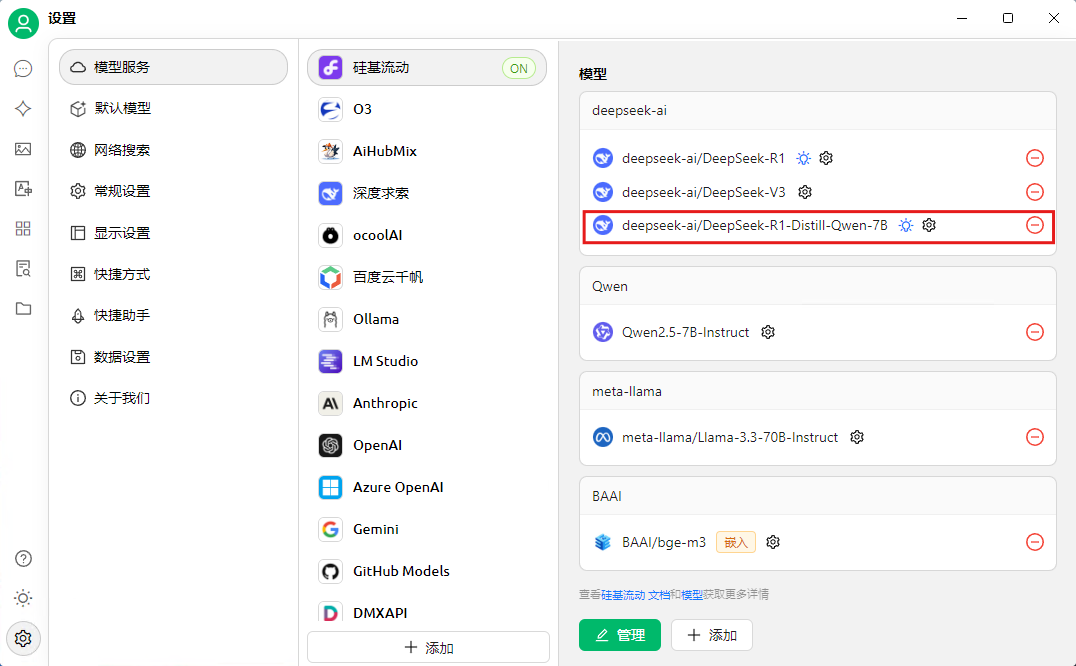 设置
模型服务
默认模型
网络搜索
常规设置
显示设置
快捷方式
快捷助手
数据设置
关于我们
硅基流动 ON
O3
AiHubMix
深度求索
ocoolAI
百度云千帆
Ollama
LM Studio
Anthropic
OpenAI
Azure OpenAI
Gemini
GitHub Models
DMXAPI
添加
模型
deepseek-ai
deepseek-ai/DeepSeek-R1
deepseek-ai/DeepSeek-V3
deepseek-ai/DeepSeek-R1-Distill-Qwen-7B
Qwen
Qwen2.5-7B-Instruct
meta-llama
meta-llama/Llama-3.3-70B-Instruct
BAAI
BAAI/bge-m3 嵌入
查看硅基流动 文档和模型获取更多详情
管理 添加